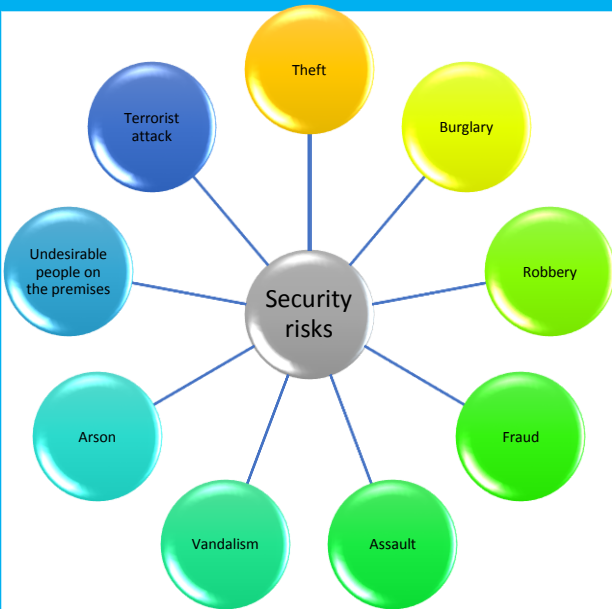 Security
risks
Theft
Burglary
Robbery
Fraud
Assault
Vandalism
Arson
Undesirable
people on
the premises
Terrorist
attack